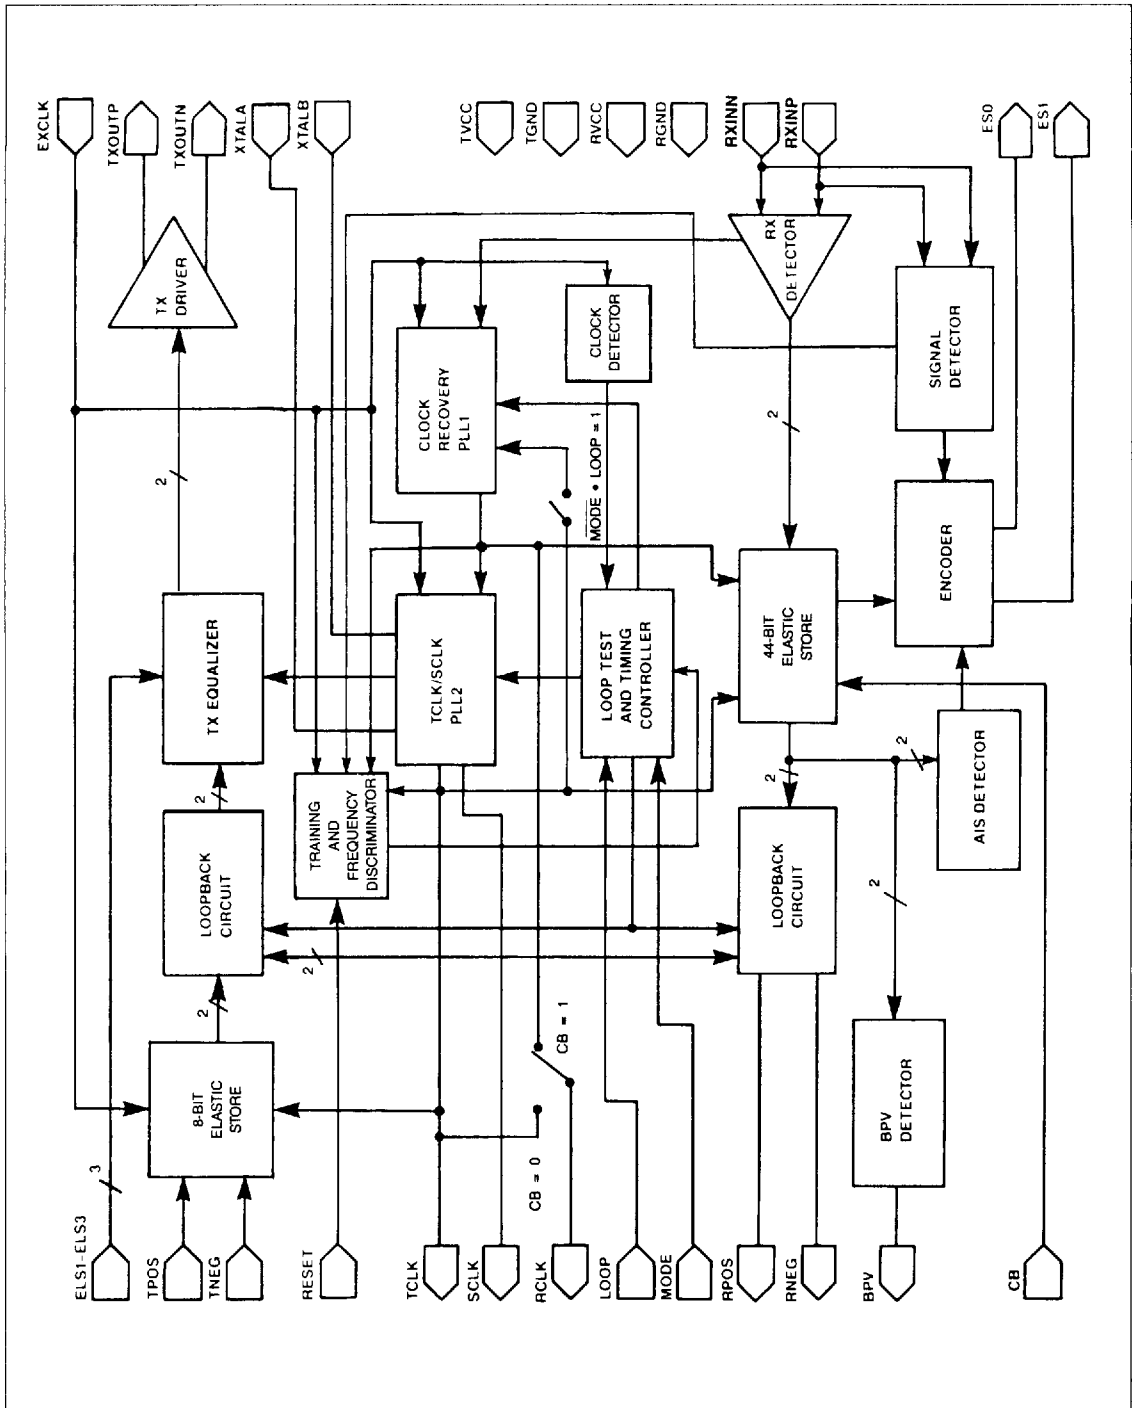 EXCLK
TXOUTP
TXOUTN
XTALA
XTALB
TVCC
TGND
RVCC
RGND
RXINN
RXINP
ES0
ES1
TX
DRIVER
CLOCK
RECOVERY
PLL1
CLOCK
DETECTOR
RX
DETECTOR
SIGNAL
DETECTOR
2
2
MODE • LOOP = 1
TX EQUALIZER
TCLK/SCLK
PLL2
LOOP TEST
AND TIMING
CONTROLLER
44-BIT
ELASTIC
STORE
ENCODER
2
TRAINING
AND
FREQUENCY
DISCRIMINATOR
2
2
AIS DETECTOR
LOOPBACK
CIRCUIT
LOOPBACK
CIRCUIT
2
2
2
8-BIT
ELASTIC
STORE
CB = 1
CB = 0
BPV
DETECTOR
3
ELS1-ELS3
TPOS
TNEG
RESET
TCLK
SCLK
RCLK
LOOP
MODE
RPOS
RNEG
BPV
CB